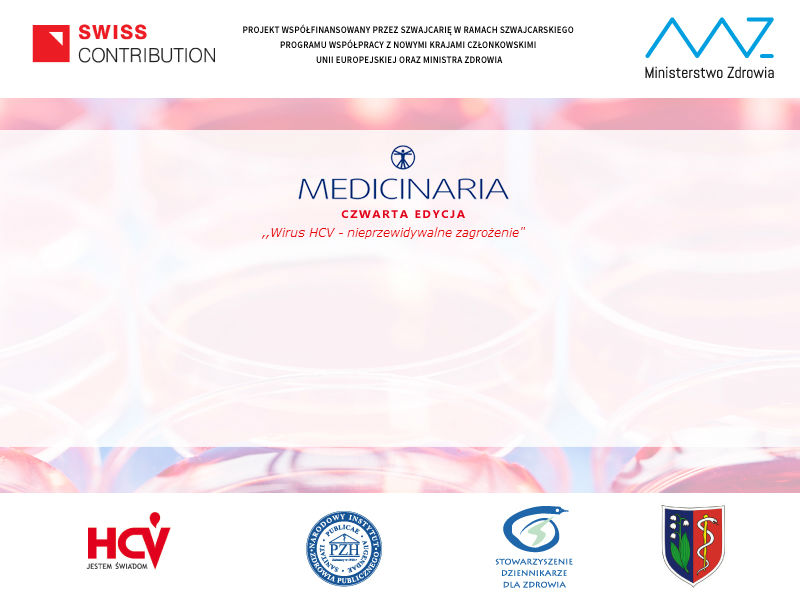 SWISS
CONTRIBUTION
PROJEKT WSPÓŁFINANSOWANY PRZEZ SZWAJCARIĘ W RAMACH SZWAJCARSKIEGO
PROGRAMU WSPÓŁPRACY Z NOWYMI KRAJAMI CZŁONKOWSKIMI
UNII EUROPEJSKIEJ ORAZ MINISTRA ZDROWIA
Ministerstwo Zdrowia
MEDICINARIA
CZWARTA EDYCJA
,,Wirus HCV - nieprzewidywalne zagrożenie"
HCV
JESTEM ŚWIADOM
NARODOWY INSTYTUT
ZDROWIA PUBLICZNEGO
PUBLICAE
SANITATI
AUGENDAE
PZH
STOWARZYSZENIE
DZIENNIKARZE
DLA ZDROWIA